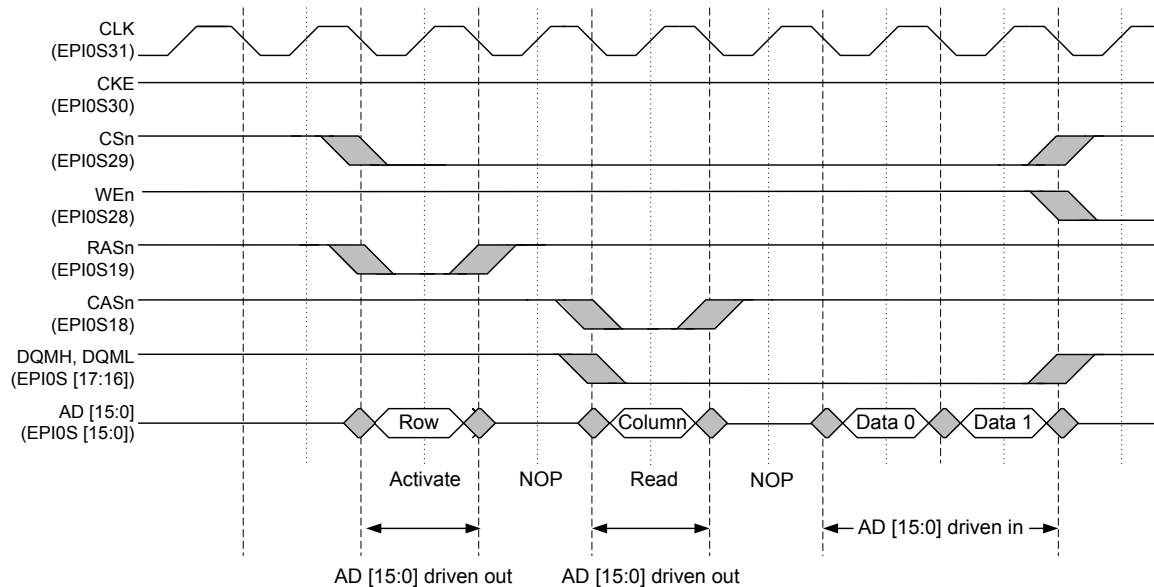 CLK
(EPI0S31)
CKE
(EPI0S30)
CSn
(EPI0S29)
WEn
(EPI0S28)
RASn
(EPI0S19)
CASn
(EPI0S18)
DQMH, DQML
(EPI0S [17:16])
AD [15:0]
(EPI0S [15:0])
Row
Column
Data 0
Data 1
Activate
NOP
Read
NOP
AD [15:0] driven in
AD [15:0] driven out
AD [15:0] driven out